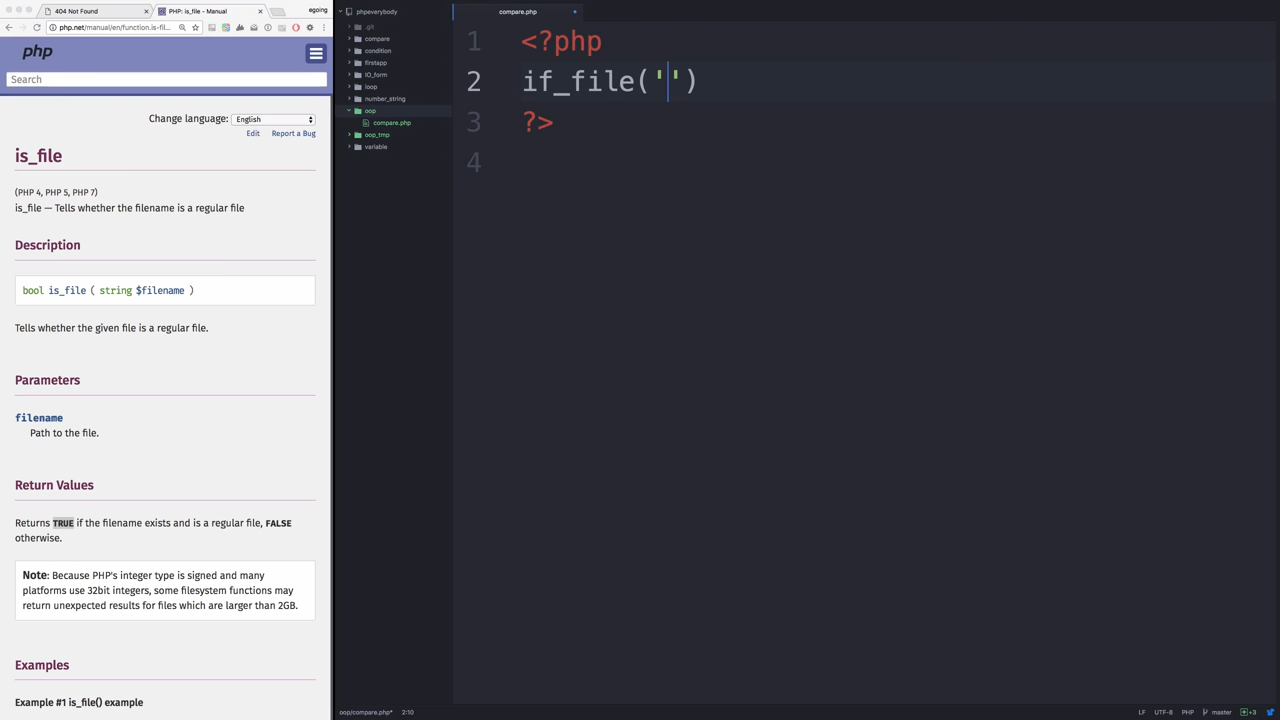 404 Not Found
PHP: is_file - Manual
egoing
php.net/manual/en/function.is-fil...
php
Search
Change language: English
Edit Report a Bug
is_file
(PHP 4, PHP 5, PHP 7)
is_file — Tells whether the filename is a regular file
Description
bool is_file ( string $filename )
Tells whether the given file is a regular file.
Parameters
filename
Path to the file.
Return Values
Returns TRUE if the filename exists and is a regular file, FALSE
otherwise.
Note: Because PHP's integer type is signed and many
platforms use 32bit integers, some filesystem functions may
return unexpected results for files which are larger than 2GB.
Examples
Example #1 is_file() example
phpeverybody
.git
compare
condition
firstapp
IO_form
loop
number_string
oop
compare.php
oop_tmp
variable
compare.php
1 <?php
2 if_file('')
3 ?>
4
oop/compare.php* 2:10
LF UTF-8 PHP master +3